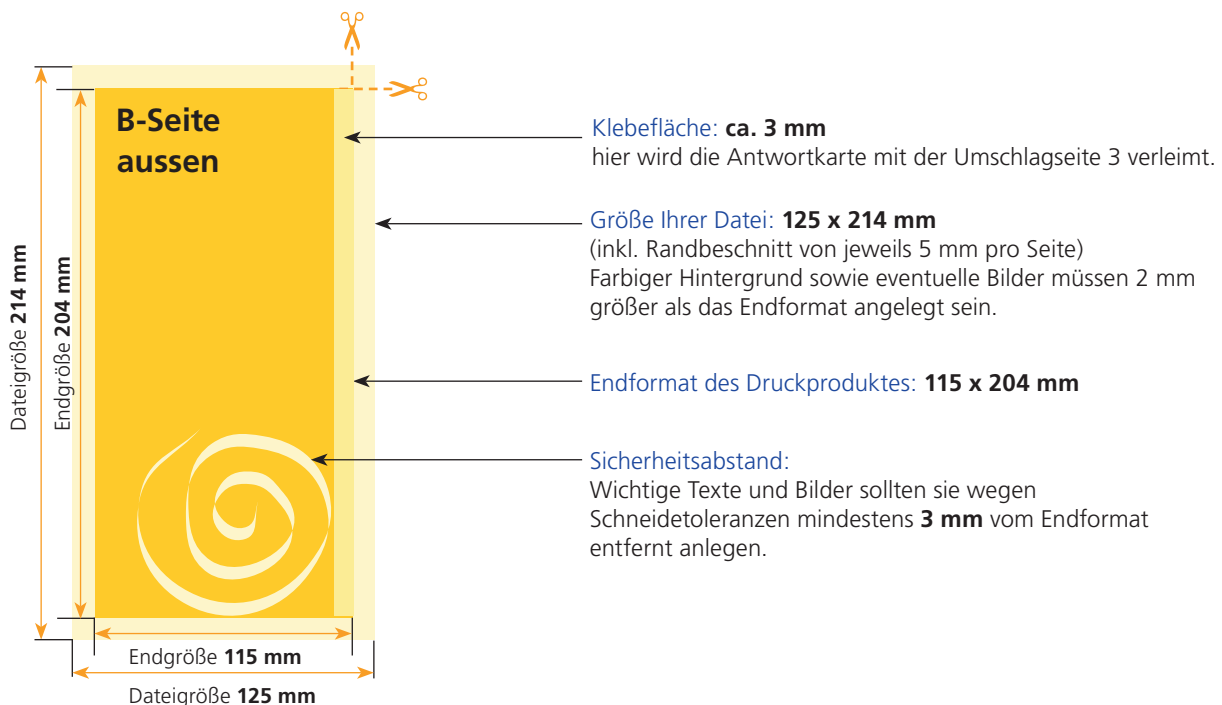 B-Seite
aussen
Klebefläche: ca. 3 mm
hier wird die Antwortkarte mit der Umschlagseite 3 verleimt.
Größe Ihrer Datei: 125 x 214 mm
(inkl. Randbeschnitt von jeweils 5 mm pro Seite)
Farbiger Hintergrund sowie eventuelle Bilder müssen 2 mm
größer als das Endformat angelegt sein.
Dateigröße 214 mm
Endgröße 204 mm
Endformat des Druckproduktes: 115 x 204 mm
Sicherheitsabstand:
Wichtige Texte und Bilder sollten sie wegen
Schneidetoleranzen mindestens 3 mm vom Endformat
entfernt anlegen.
Endgröße 115 mm
Dateigröße 125 mm